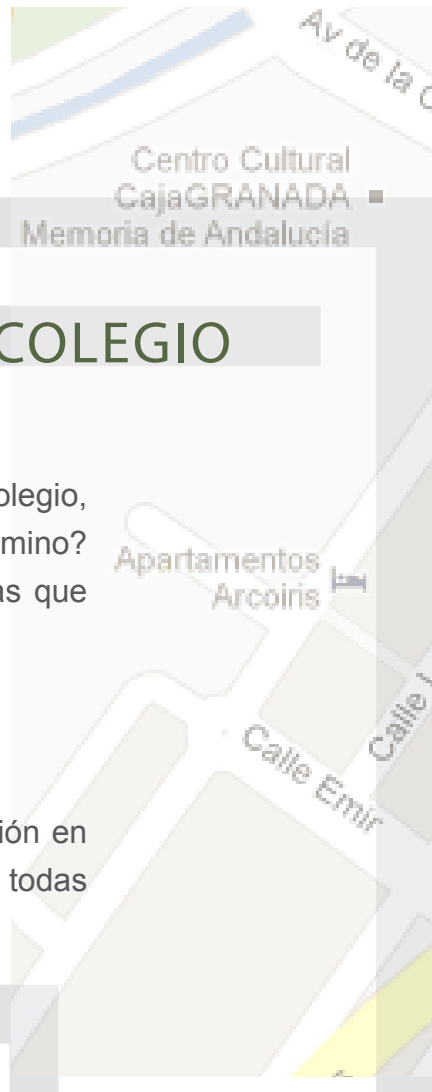 Av de la C
Centro Cultural
CajaGRANADA
Memoria de Andalucía
COLEGIO
olegio,
mino?
Apartamentos
as que
Arcoiris
Calle
Calle Emir
ión en
todas